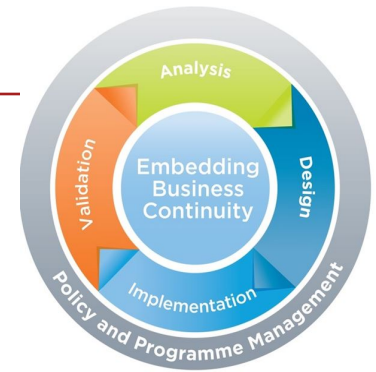 Analysis
Design
Implementation
Validation
Embedding
Business
Continuity
Policy and Programme Management